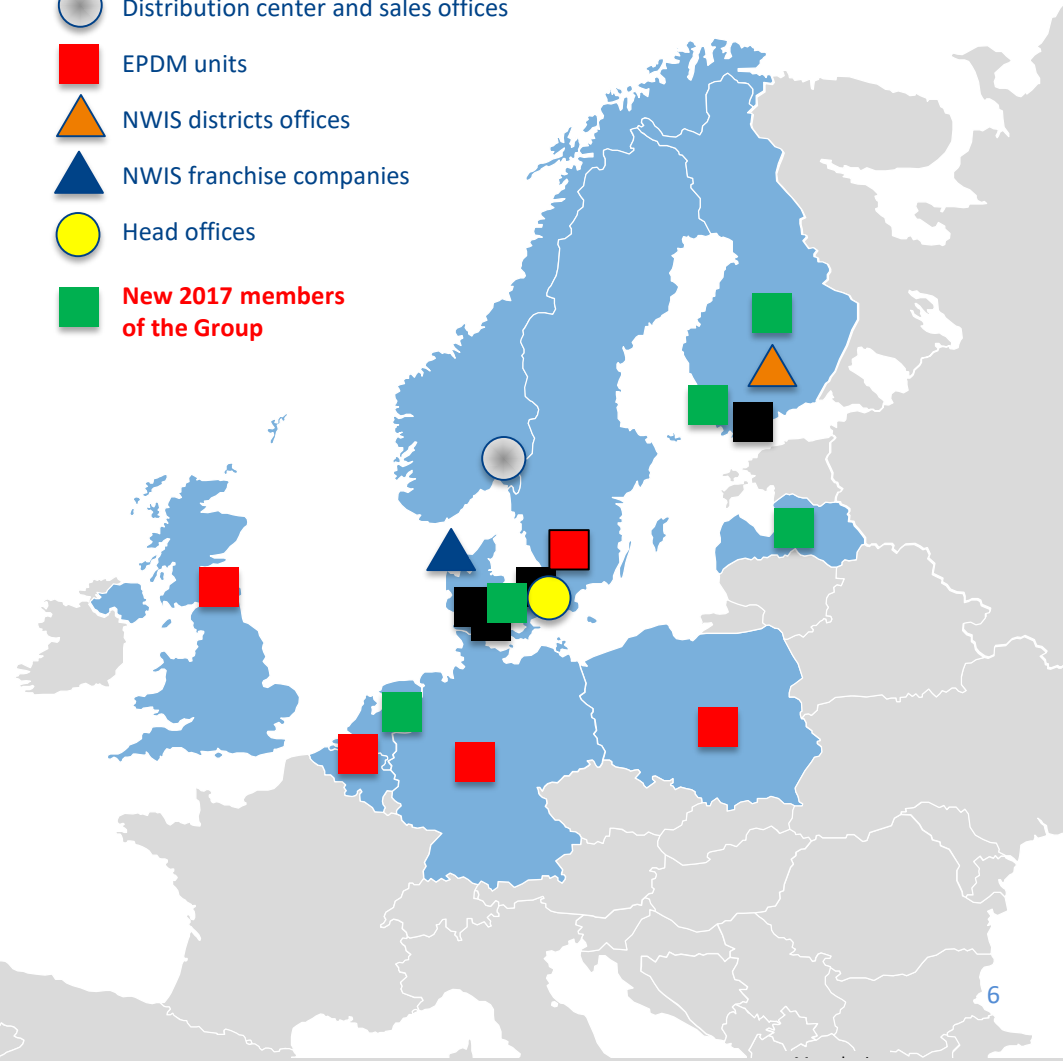 Distribution center and sales offices
EPDM units
NWIS districts offices
NWIS franchise companies
Head offices
New 2017 members
of the Group
6